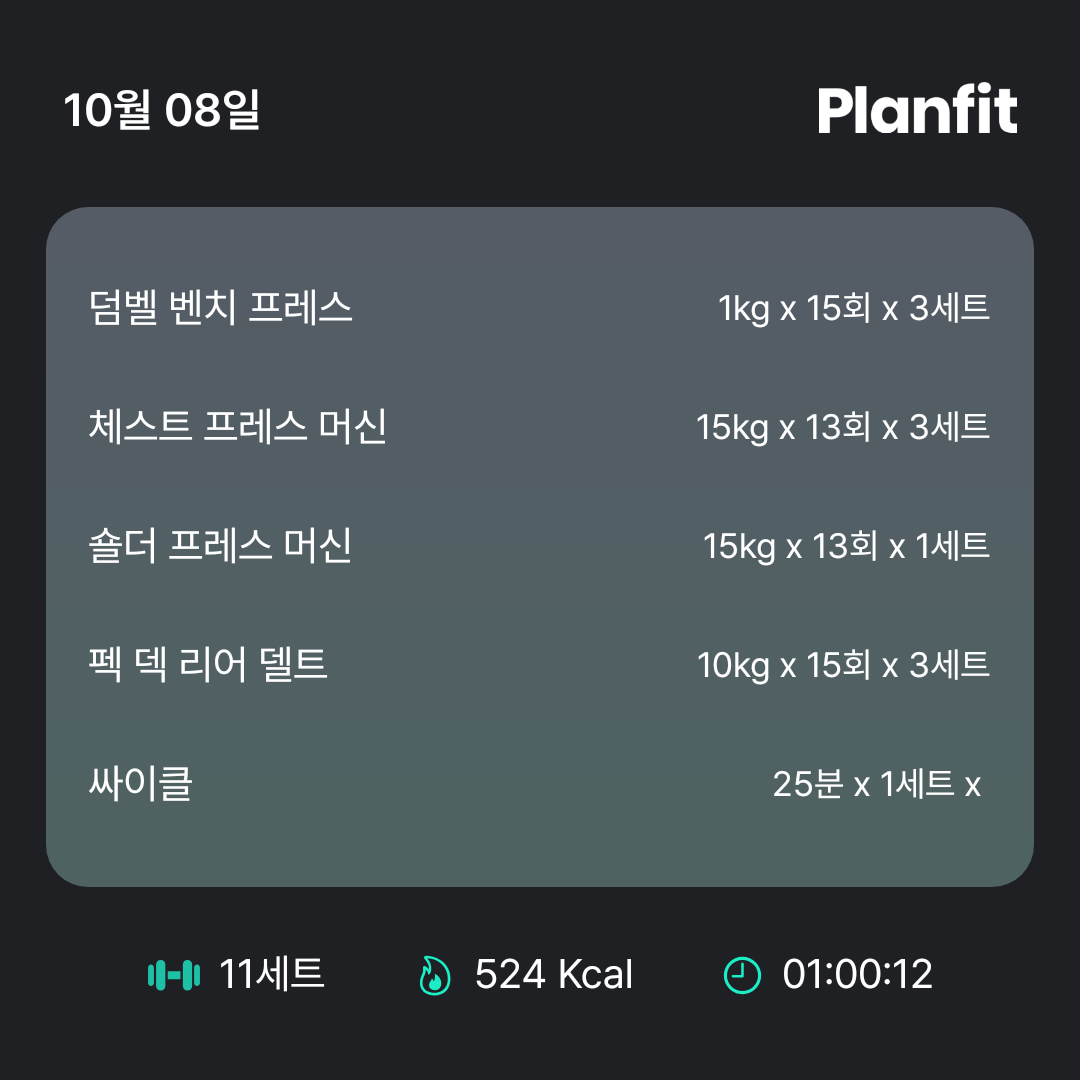 10월 08일 Planfit
덤벨 벤치 프레스 1kg x 15회 x 3세트
체스트 프레스 머신 15kg x 13회 x 3세트
숄더 프레스 머신 15kg x 13회 x 1세트
펙 덱 리어 델트 10kg x 15회 x 3세트
싸이클 25분 x 1세트 x
11세트 524 Kcal 01:00:12